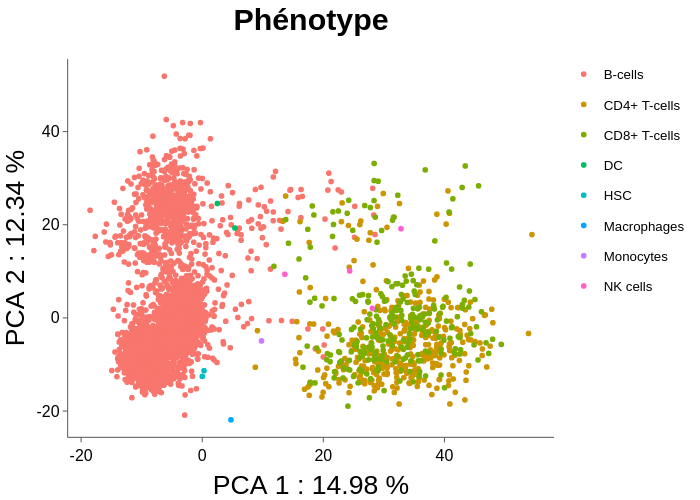 Phénotype
PCA 2 : 12.34 %
40
20
0
-20
-20
0
20
40
PCA 1 : 14.98 %
B-cells
CD4+ T-cells
CD8+ T-cells
DC
HSC
Macrophages
Monocytes
NK cells